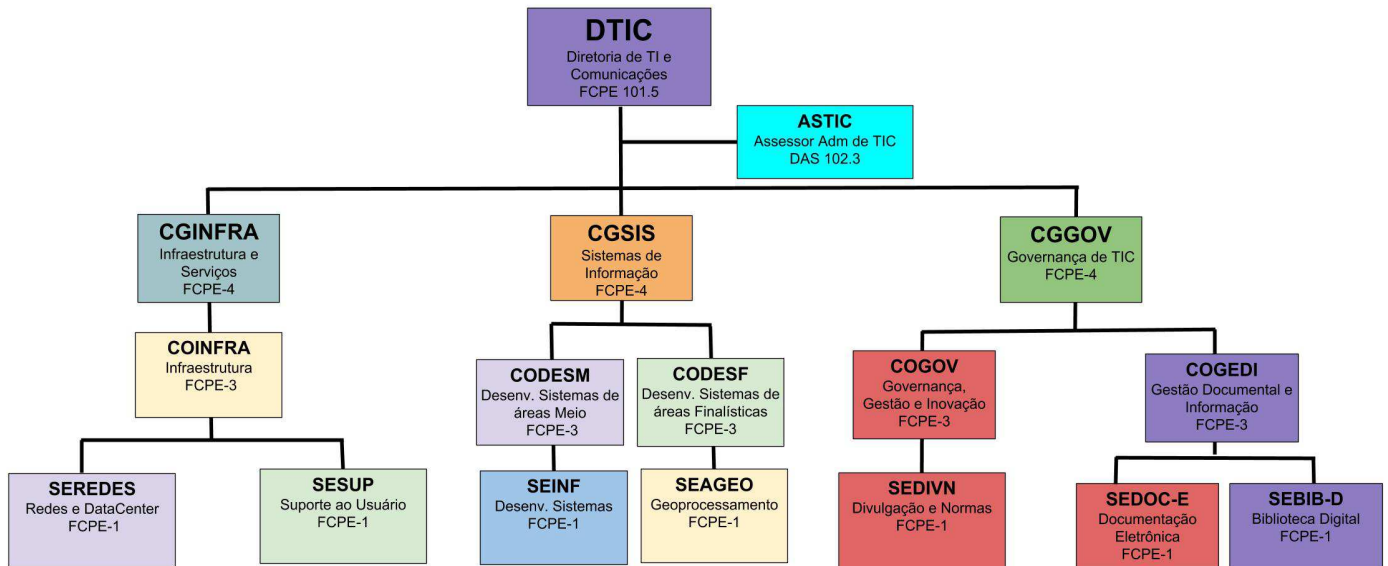 DTIC
Diretoria de TI e
Comunicações
FCPE 101.5
ASTIC
Assessor Adm de TIC
DAS 102.3
CGINFRA
Infraestrutura e
Serviços
FCPE-4
CGSIS
Sistemas de
Informação
FCPE-4
CGGOV
Governança de TIC
FCPE-4
COINFRA
Infraestrutura
FCPE-3
CODESM
Desenv. Sistemas de
áreas Meio
FCPE-3
CODESF
Desenv. Sistemas de
áreas Finalísticas
FCPE-3
COGOV
Governança,
Gestão e Inovação
FCPE-3
COGEDI
Gestão Documental e
Informação
FCPE-3
SEREDES
Redes e DataCenter
FCPE-1
SESUP
Suporte ao Usuário
FCPE-1
SEINF
Desenv. Sistemas
FCPE-1
SEAGEO
Geoprocessamento
FCPE-1
SEDIVN
Divulgação e Normas
FCPE-1
SEDOC-E
Documentação
Eletrônica
FCPE-1
SEBIB-D
Biblioteca Digital
FCPE-1